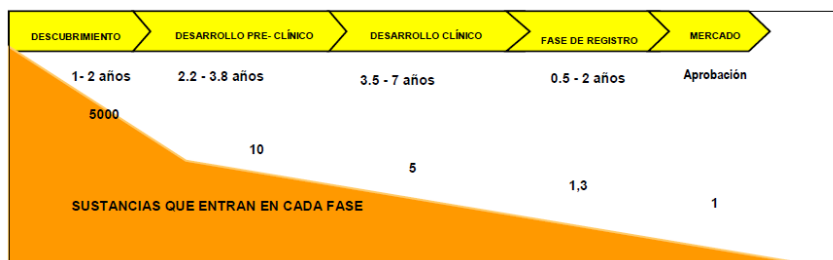 DESCUBRIMIENTO
DESARROLLO PRE- CLÍNICO
DESARROLLO CLÍNICO
FASE DE REGISTRO
MERCADO
1- 2 años
2.2 - 3.8 años
3.5 - 7 años
0.5 - 2 años
Aprobación
5000
10
5
1,3
1
SUSTANCIAS QUE ENTRAN EN CADA FASE